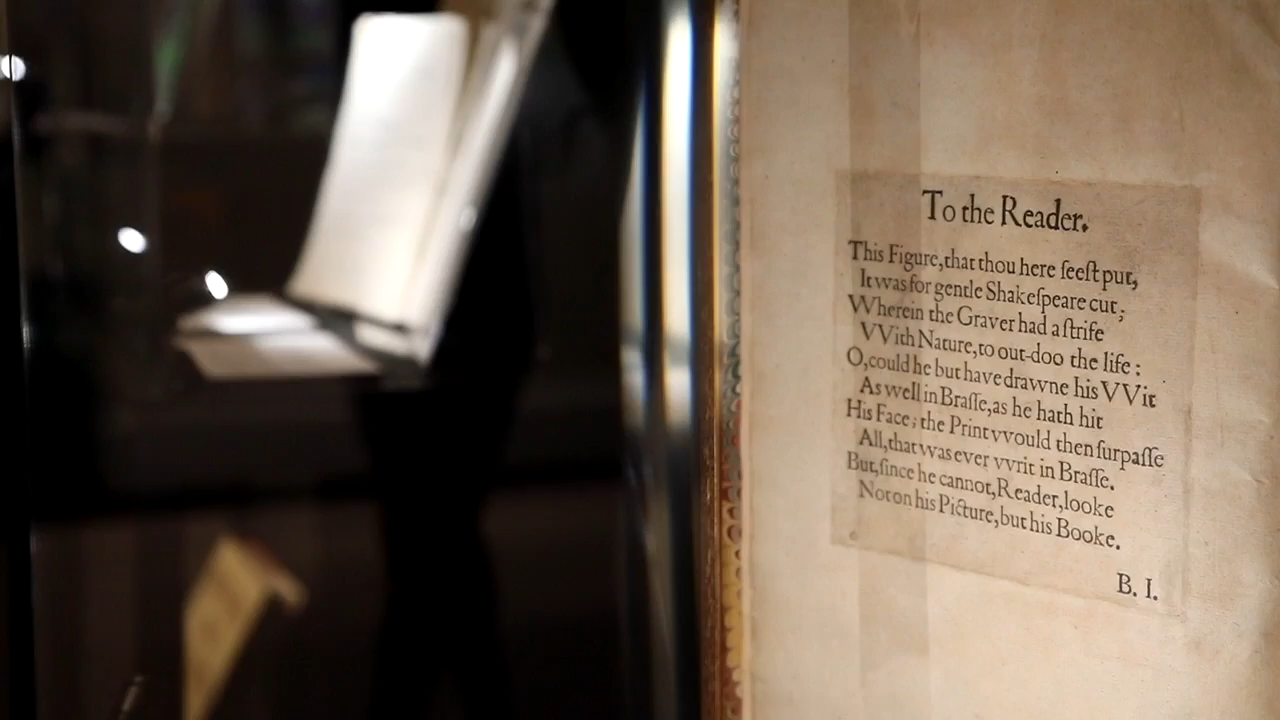 To the Reader.
This Figure, that thou here ſeeſt put,
It was for gentle Shakeſpeare cut;
VVherein the Graver had a ſtrife
VVith Nature, to out-doo the life:
O, could he but have dravvne his VVit
As well in Braſſe, as he hath hit
His Face; the Print vvould then ſurpaſſe
All, that vvas ever vvrit in Braſſe.
But, ſince he cannot, Reader, looke
Not on his Picture, but his Booke.
B. I.